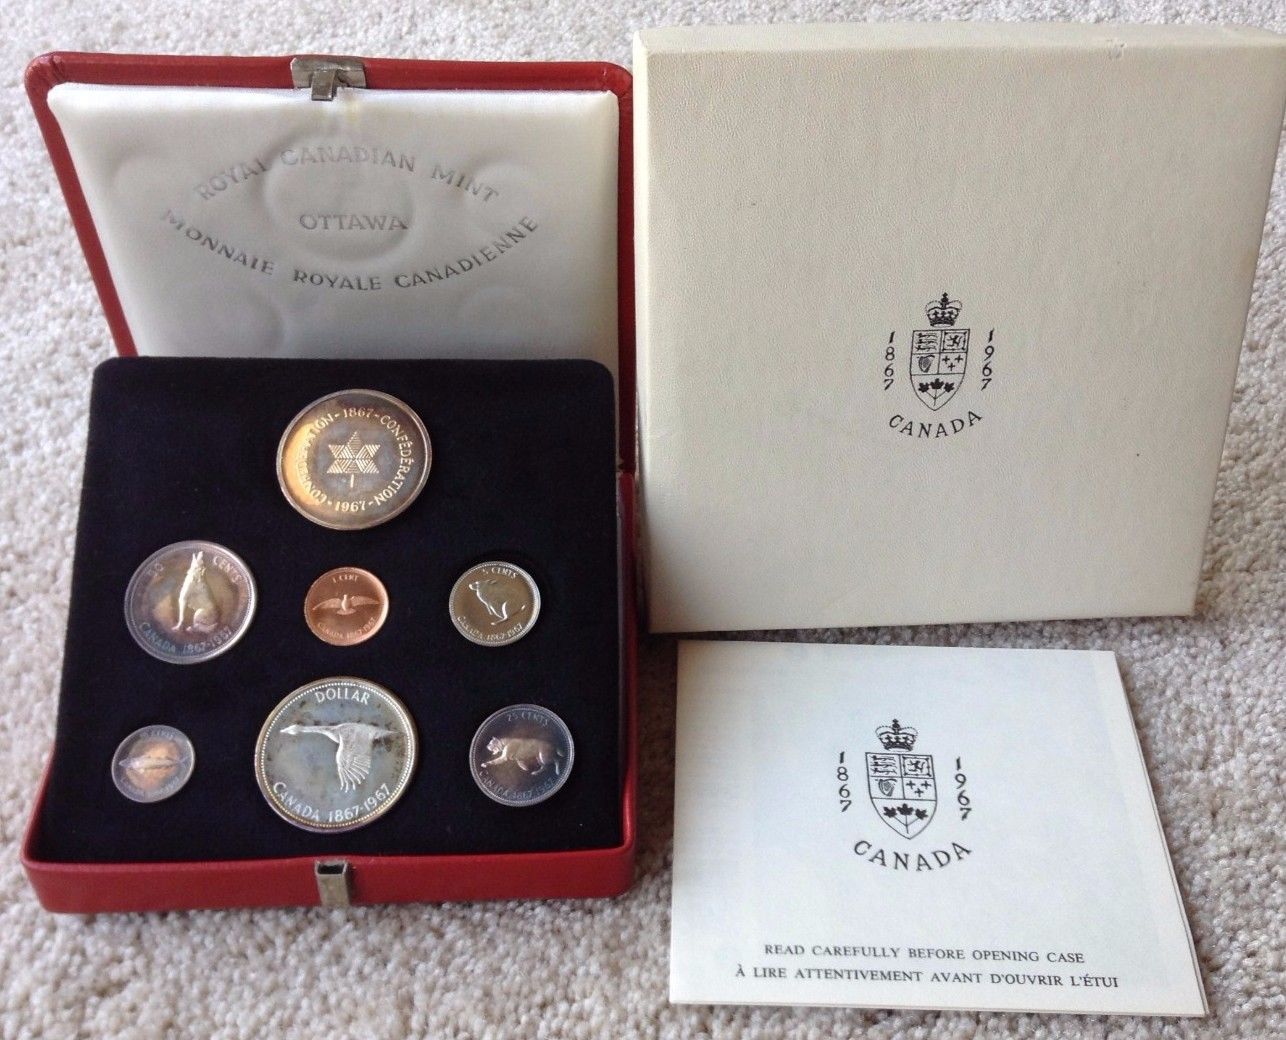 ROYAL CANADIAN MINT
OTTAWA
MONNAIE ROYALE CANADIENNE
CONFEDERATION · 1867 · CONFÉDÉRATION · 1967 ·
50 CENTS
CANADA 1867-1967
1 CENT
CANADA 1867-1967
5 CENTS
CANADA 1867-1967
DOLLAR
CANADA 1867-1967
25 CENTS
CANADA 1867-1967
1867 1967
CANADA
1867 1967
CANADA
READ CAREFULLY BEFORE OPENING CASE
À LIRE ATTENTIVEMENT AVANT D'OUVRIR L'ÉTUI